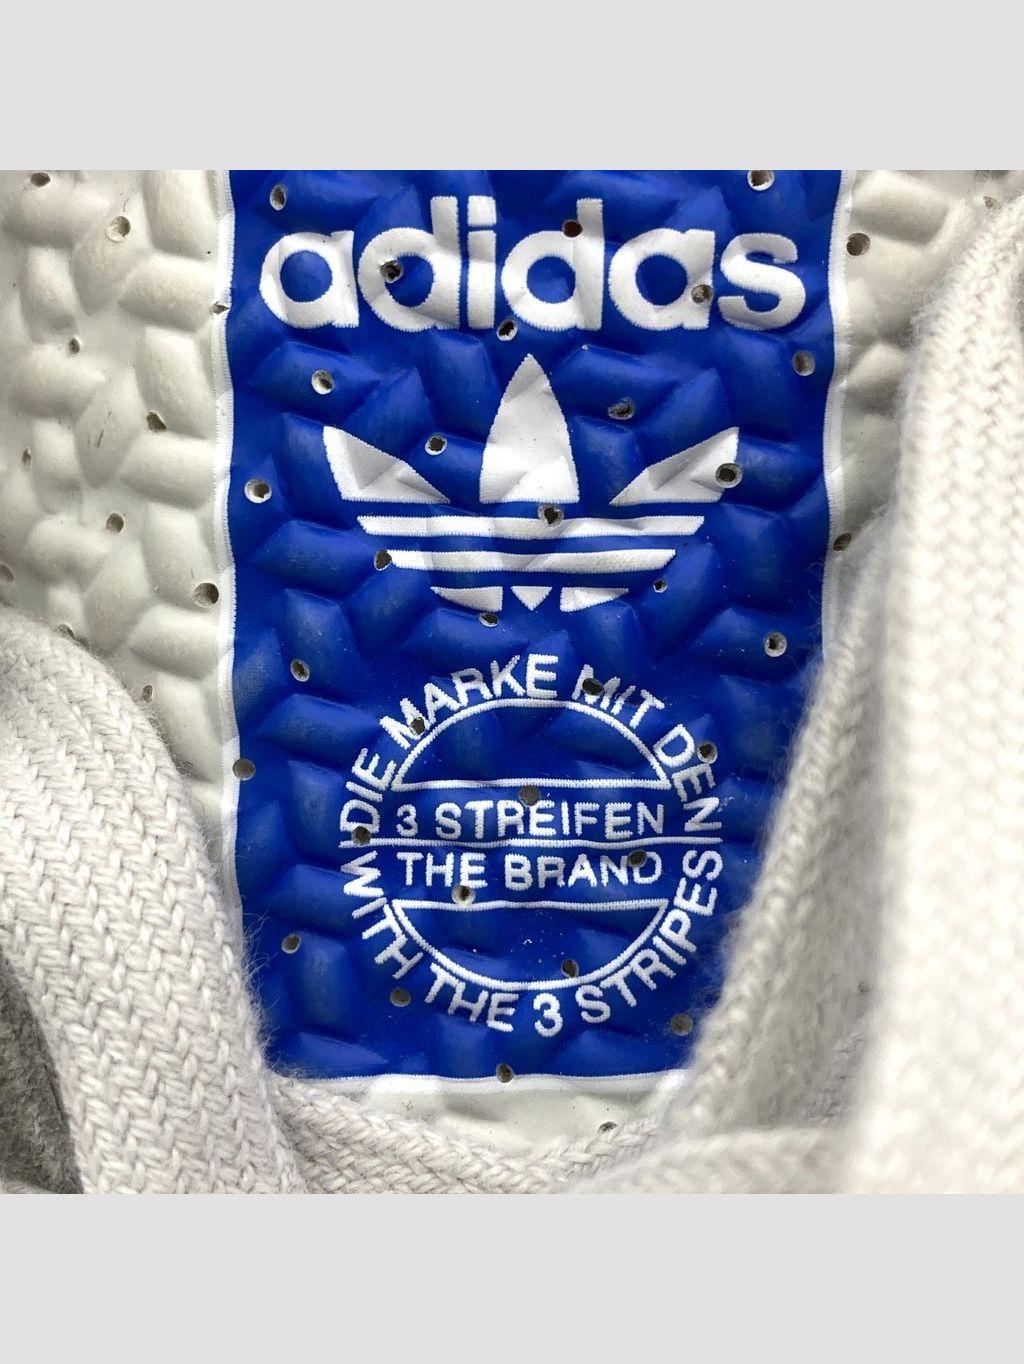 adidas
DIE MARKE MIT DEN
3 STREIFEN
THE BRAND
WITH THE 3 STRIPES